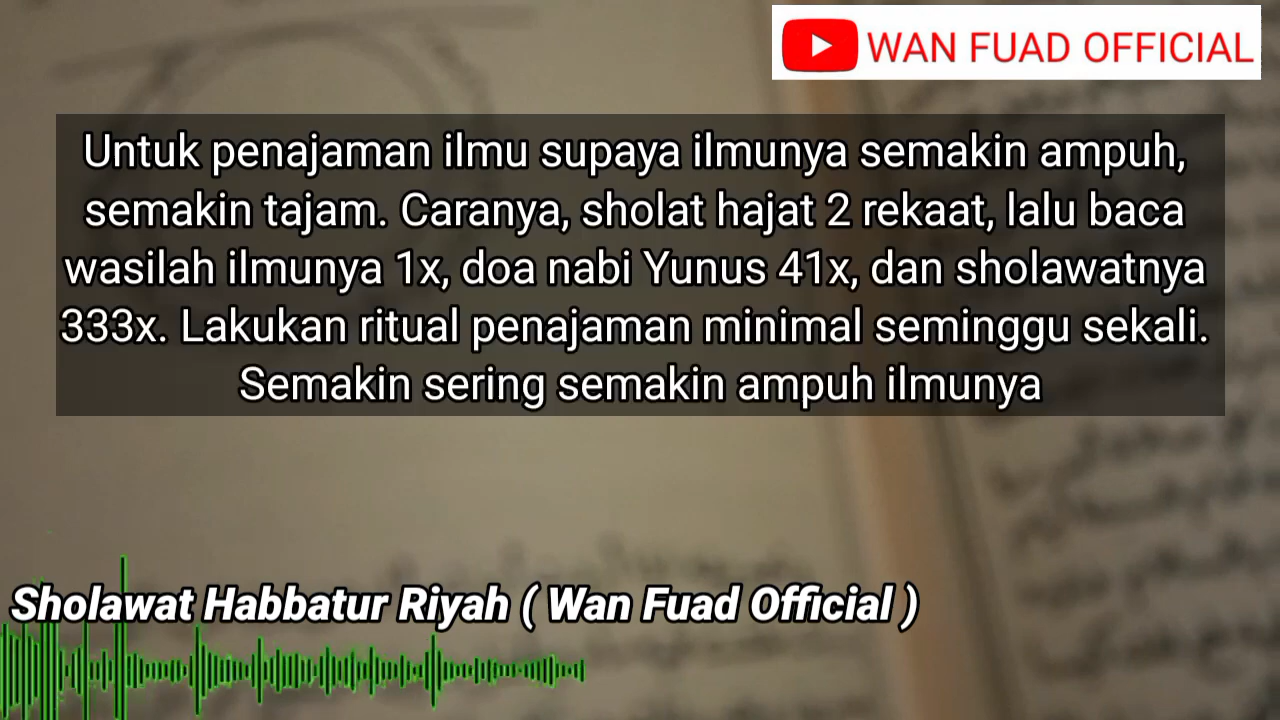 WAN FUAD OFFICIAL
Untuk penajaman ilmu supaya ilmunya semakin ampuh,
semakin tajam. Caranya, sholat hajat 2 rekaat, lalu baca
wasilah ilmunya 1x, doa nabi Yunus 41x, dan sholawatnya
333x. Lakukan ritual penajaman minimal seminggu sekali.
Semakin sering semakin ampuh ilmunya
Sholawat Habbatur Riyah ( Wan Fuad Official )